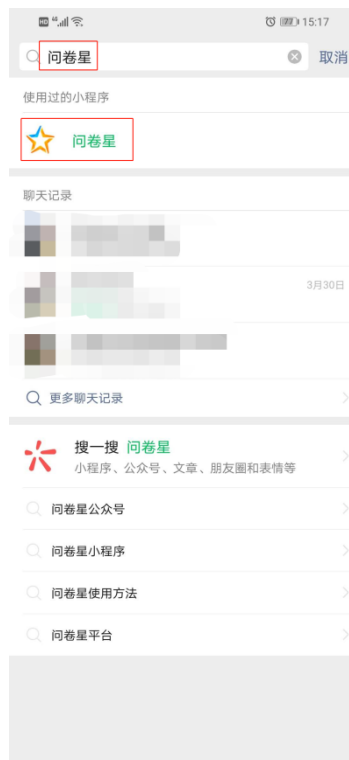 HD 46 15:17
问卷星 取消
使用过的小程序
问卷星
聊天记录
3月30日
更多聊天记录
搜一搜 问卷星
小程序、公众号、文章、朋友圈和表情等
问卷星公众号
问卷星小程序
问卷星使用方法
问卷星平台